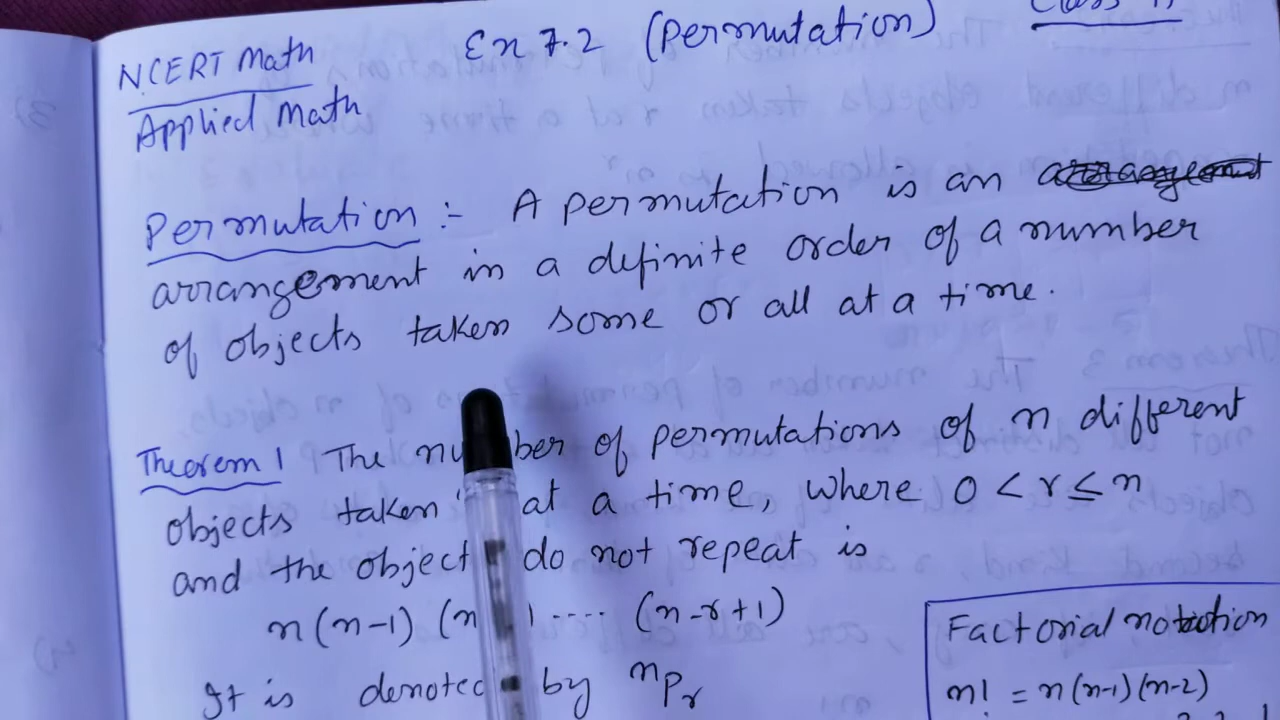 NCERT Math Ex 7.2 (Permutation) Class 11
Applied Math
Permutation :- A permutation is an
arrangement in a definite order of a number
of objects taken some or all at a time.
Theorem 1 The number of permutations of n different
objects taken at a time, where 0 < r ≤ n
and the object do not repeat is
n(n-1) (n ---- (n-r+1)
It is denoted by nPr
Factorial notation
n! = n(n-1)(n-2)